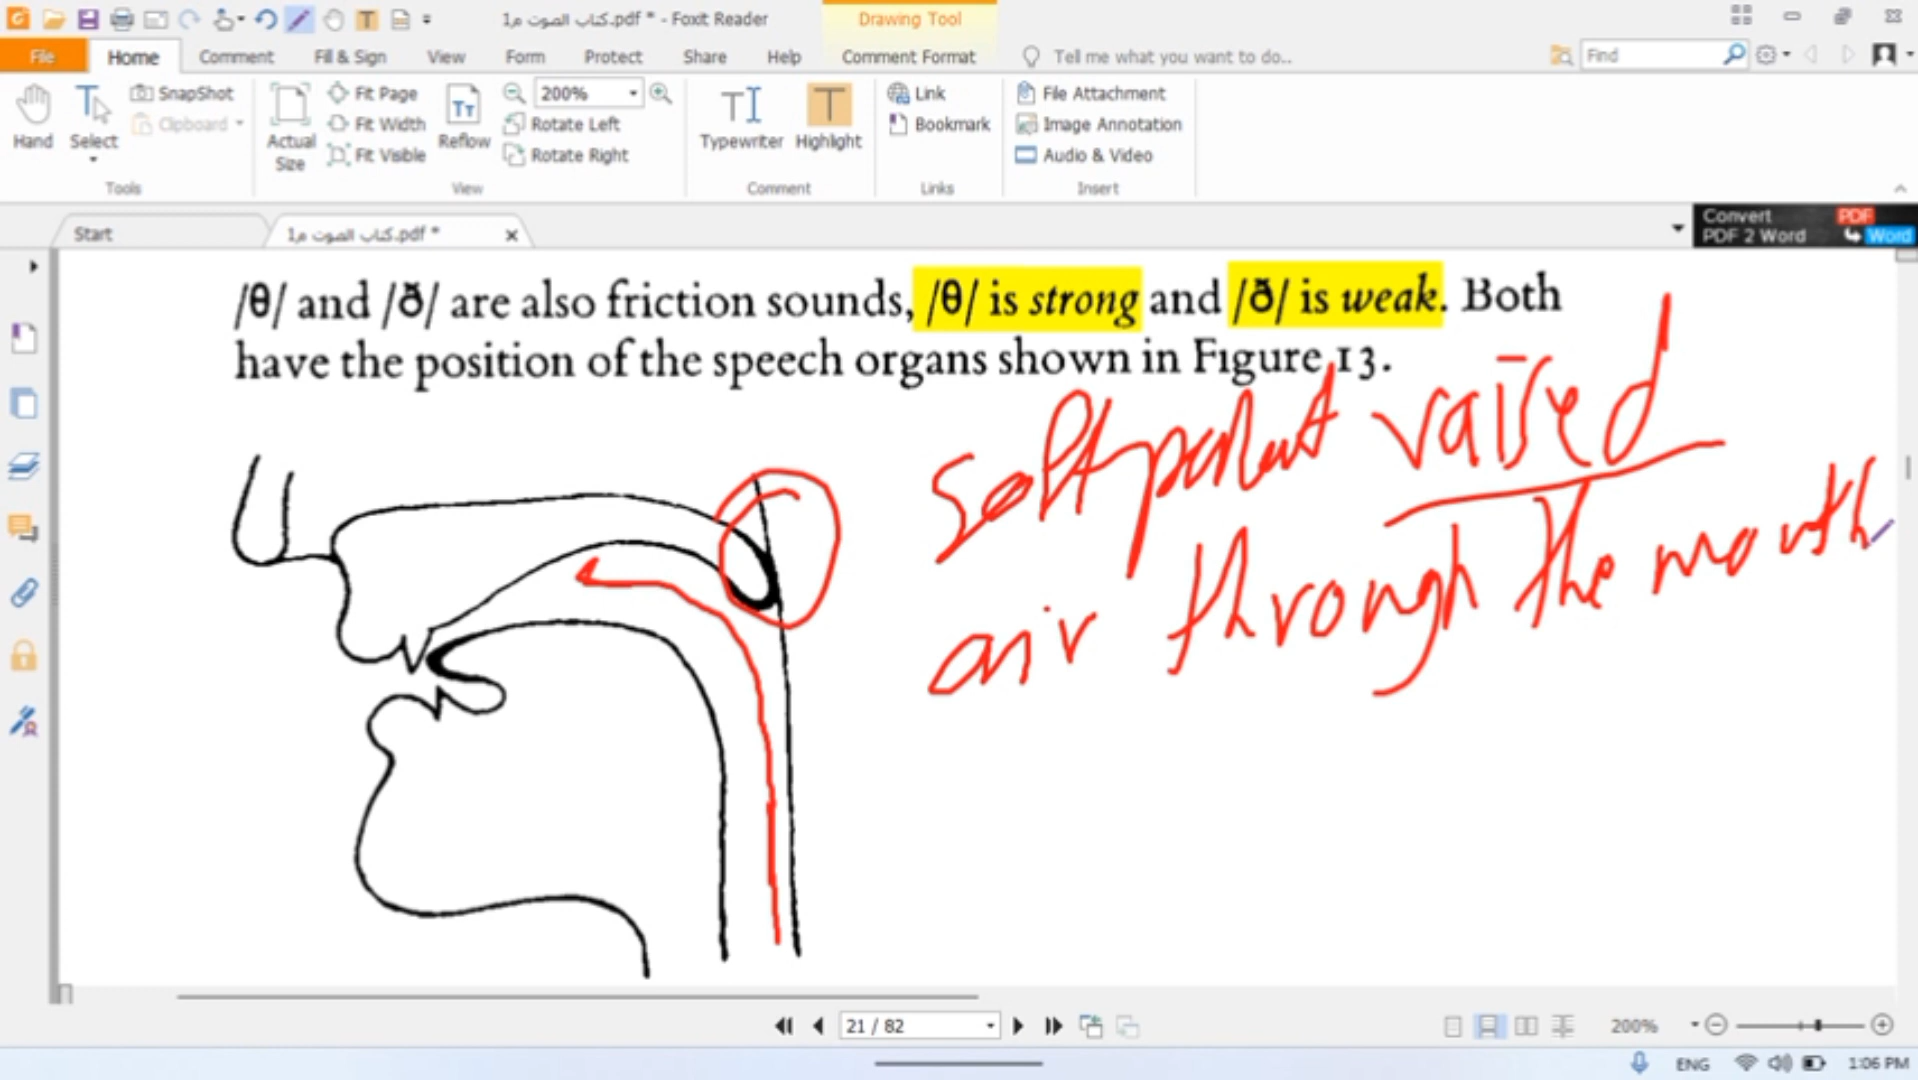 كتاب الصوت م1.pdf * - Foxit Reader
Drawing Tool
File Home Comment Fill & Sign View Form Protect Share Help Comment Format Tell me what you want to do.. Find
Hand
Select
SnapShot
Clipboard
Tools
Actual Size
Fit Page
Fit Width
Fit Visible
Reflow
200%
Rotate Left
Rotate Right
View
Typewriter
Highlight
Comment
Link
Bookmark
Links
File Attachment
Image Annotation
Audio & Video
Insert
Start
كتاب الصوت م1.pdf *
Convert PDF
PDF 2 Word Word
/θ/ and /ð/ are also friction sounds, /θ/ is strong and /ð/ is weak. Both
have the position of the speech organs shown in Figure 13.
raised
air through the mouth
21 / 82
200%
ENG
1:06 PM